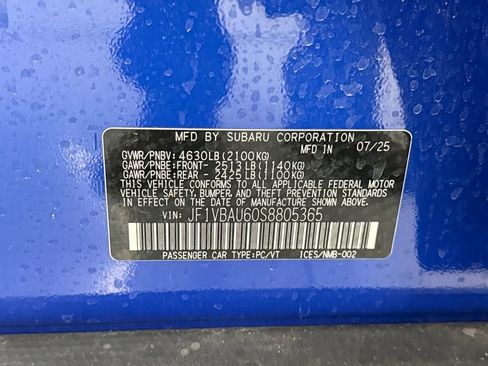 MFD BY SUBARU CORPORATION
GVWR/PNBV: 4630LB(2100KG) MFD IN 07/25
GAWR/PNBE:FRONT- 2513LB(1140KG)
GAWR/PNBE:REAR - 2425LB(1100KG)
THIS VEHICLE CONFORMS TO ALL APPLICABLE
FEDERAL MOTOR VEHICLE SAFETY, BUMPER,
AND THEFT PREVENTION STANDARDS
IN EFFECT ON THE DATE OF
MANUFACTURE SHOWN ABOVE.
VIN: JF1VBAU60S8805365
PASSENGER CAR TYPE:PC/VT ICES/NMB-002